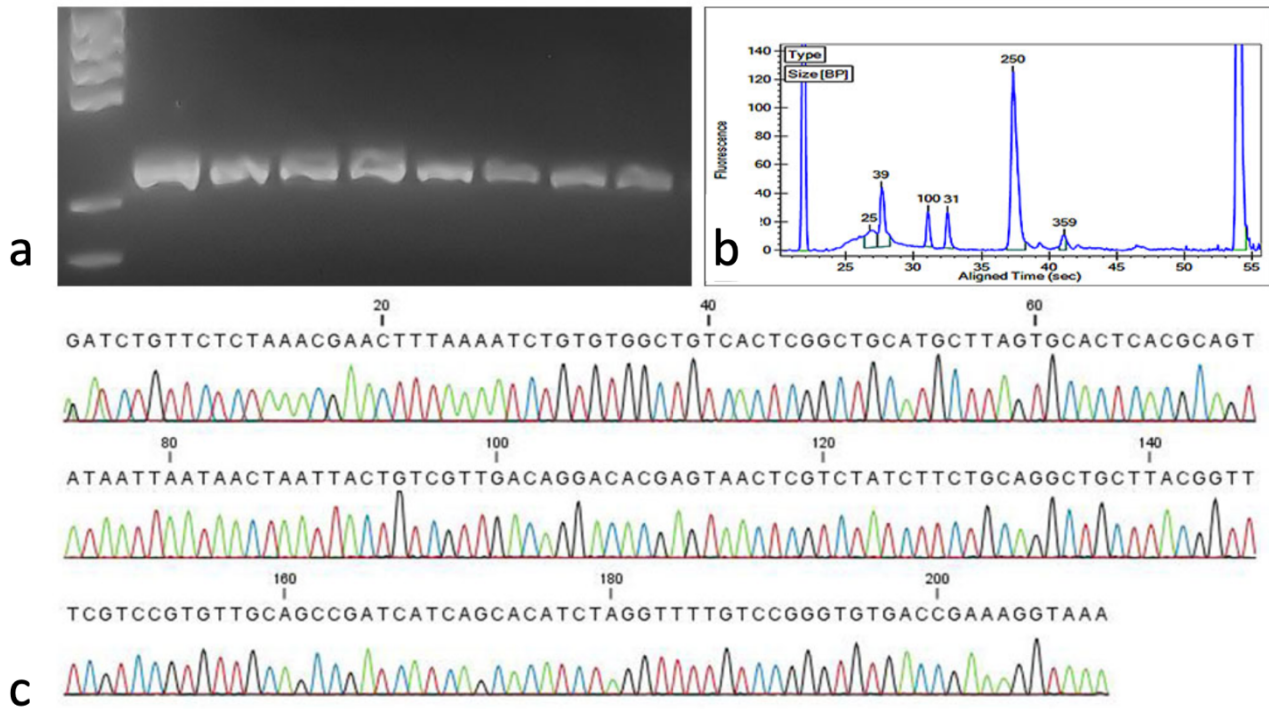 a
b
Type
Size [BP]
Fluorescence
140
120
100
80
60
40
0
25
39
100
31
250
359
25 30 35 40 45 50 55
Aligned Time (sec)
c
20 40 60
GATCTGTTCTCTAAACGAACTTTAAAATCTGTGTGGCTGTCACTCGGCTGCATGCTTAGTGCACTCACGCAGT
80 100 120 140
ATAATTAATAACTAATTACTGTCGTTGACAGGACACGAGTAACTCGTCTATCTTCTGCAGGCTGCTTACGGTT
160 180 200
TCGTCCGTGTTGCAGCCGATCATCAGCACATCTAGGTTTTGTCCGGGTGTGACCGAAAGGTAAA